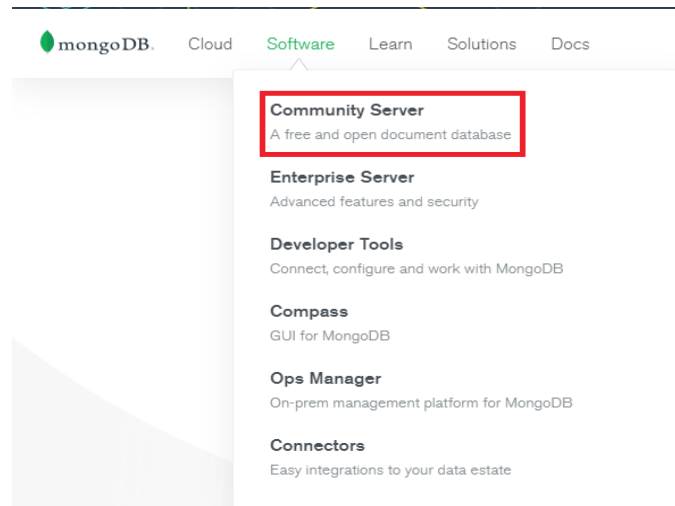 mongoDB. Cloud Software Learn Solutions Docs
Community Server
A free and open document database
Enterprise Server
Advanced features and security
Developer Tools
Connect, configure and work with MongoDB
Compass
GUI for MongoDB
Ops Manager
On-prem management platform for MongoDB
Connectors
Easy integrations to your data estate